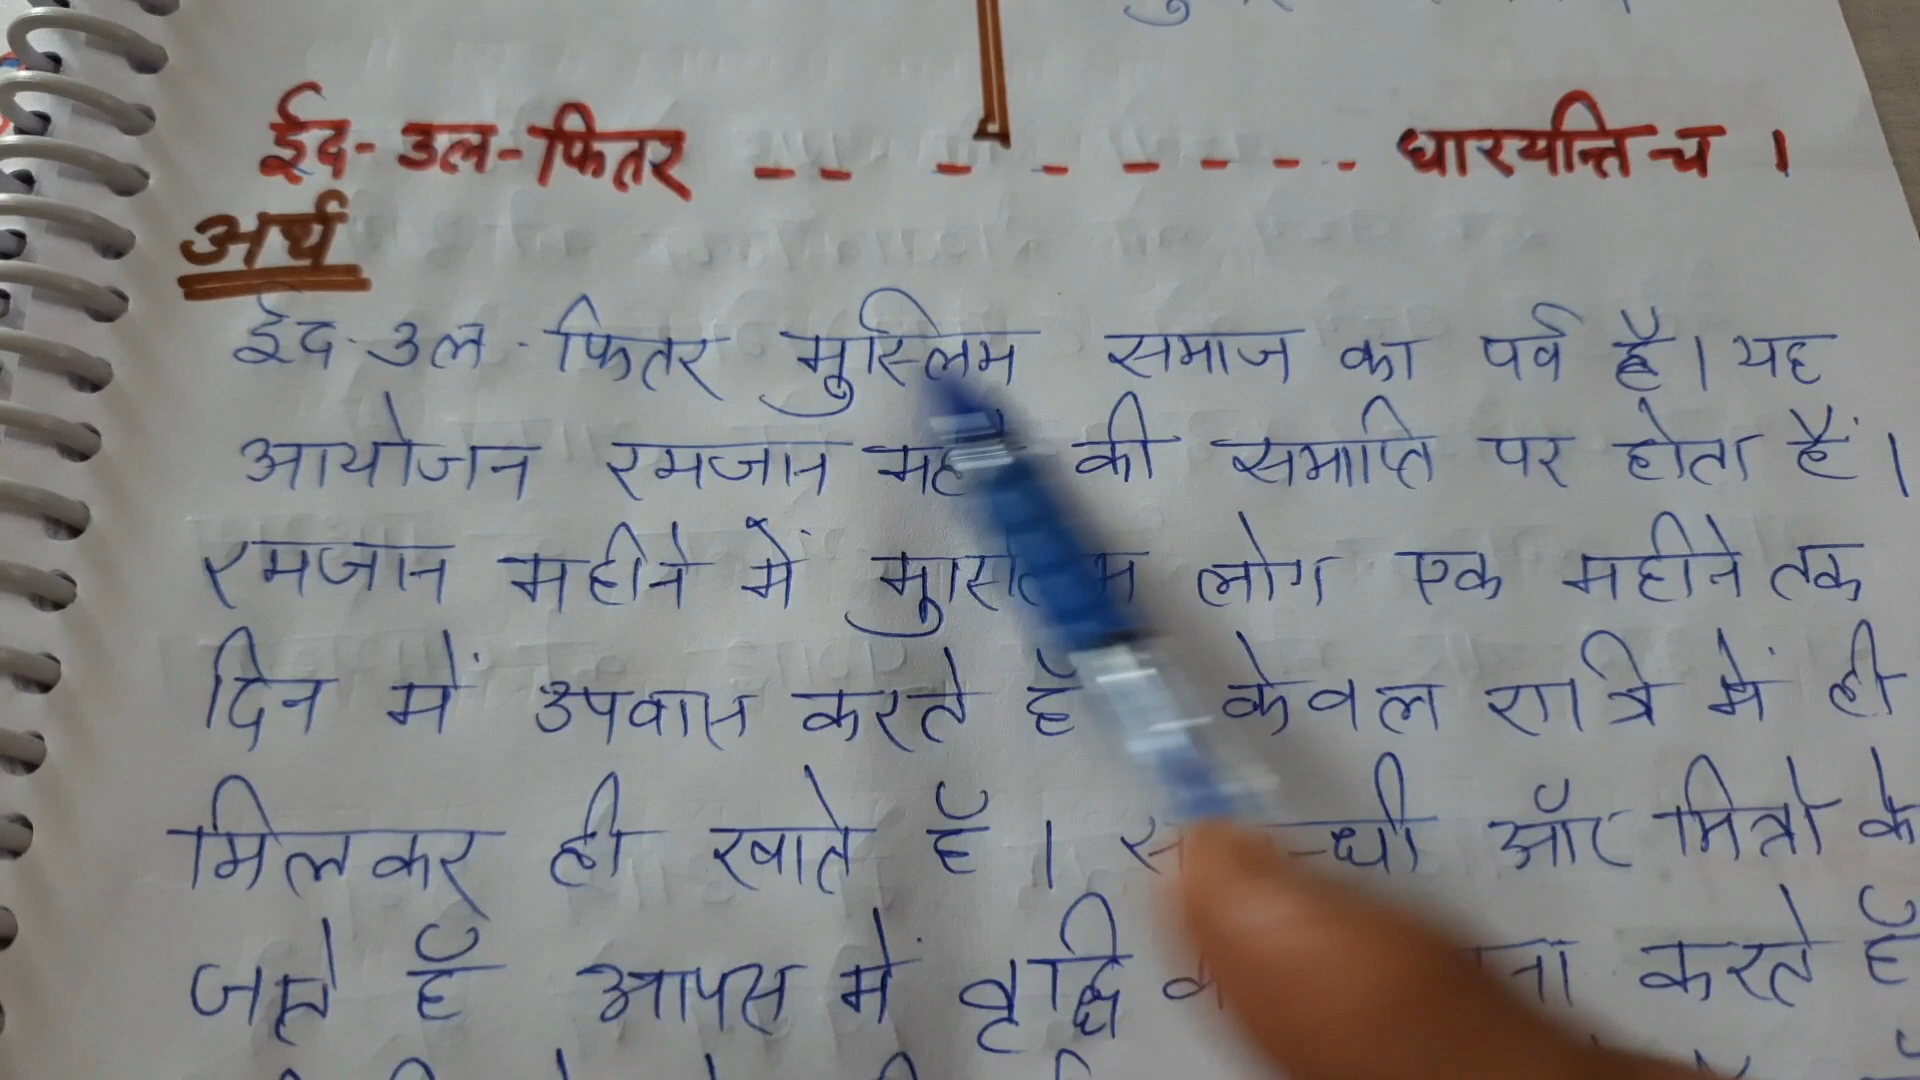 ईद-उल-फितर -- - - - - - - धारयन्ति च ।
अर्थ
ईद-उल-फितर मुस्लिम समाज का पर्व है। यह
आयोजन रमजान की समाप्ति पर होता हैं।
रमजान महीने में लोग एक महीने तक
दिन में उपवास करते केवल रात्रि में ही
मिलकर ही खाते हैं । और मित्रों के
जाते हैं आपस में वृद्धि करते हैं